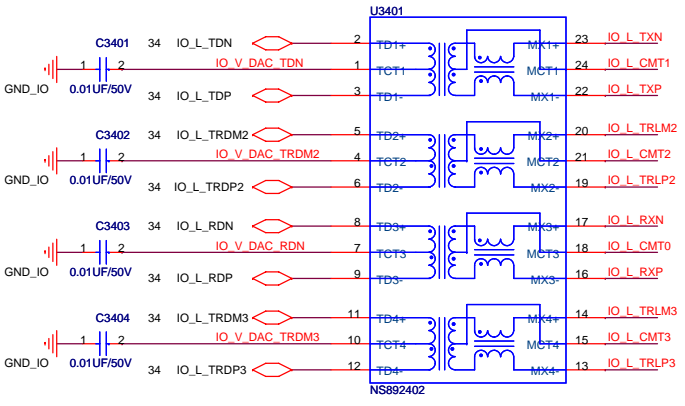 U3401
C3401 34 IO_L_TDN 2 TD1+ MX1+ 23 IO_L_TXN
GND_IO 1 2 IO_V_DAC_TDN 1 TCT1 MCT1 24 IO_L_CMT1
0.01UF/50V 34 IO_L_TDP 3 TD1- MX1- 22 IO_L_TXP
C3402 34 IO_L_TRDM2 5 TD2+ MX2+ 20 IO_L_TRLM2
GND_IO 1 2 IO_V_DAC_TRDM2 4 TCT2 MCT2 21 IO_L_CMT2
0.01UF/50V 34 IO_L_TRDP2 6 TD2- MX2- 19 IO_L_TRLP2
C3403 34 IO_L_RDN 8 TD3+ MX3+ 17 IO_L_RXN
GND_IO 1 2 IO_V_DAC_RDN 7 TCT3 MCT3 18 IO_L_CMT0
0.01UF/50V 34 IO_L_RDP 9 TD3- MX3- 16 IO_L_RXP
C3404 34 IO_L_TRDM3 11 TD4+ MX4+ 14 IO_L_TRLM3
GND_IO 1 2 IO_V_DAC_TRDM3 10 TCT4 MCT4 15 IO_L_CMT3
0.01UF/50V 34 IO_L_TRDP3 12 TD4- MX4- 13 IO_L_TRLP3
NS892402